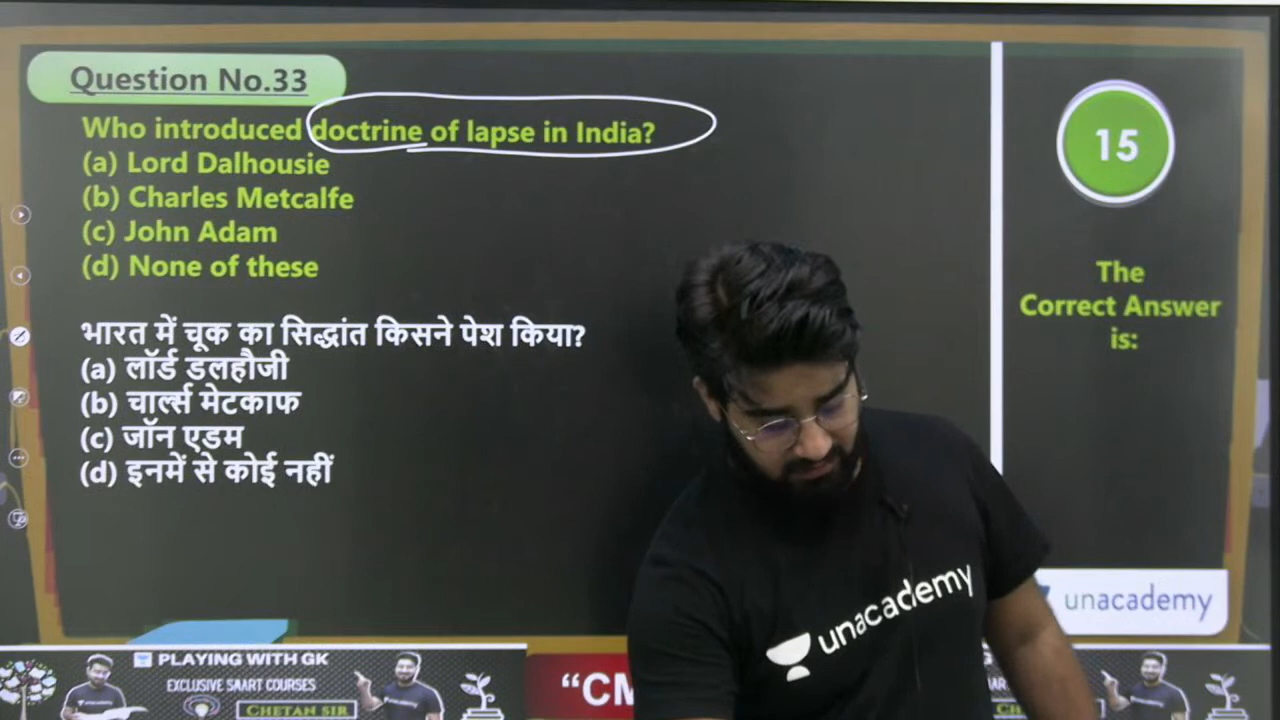 Question No.33
Who introduced doctrine of lapse in India?
(a) Lord Dalhousie
(b) Charles Metcalfe
(c) John Adam
(d) None of these
भारत में चूक का सिद्धांत किसने पेश किया?
(a) लॉर्ड डलहौजी
(b) चार्ल्स मेटकाफ
(c) जॉन एडम
(d) इनमें से कोई नहीं
15
The
Correct Answer
is:
unacademy
unacademy
PLAYING WITH GK
EXCLUSIVE SMART COURSES
CHETAN SIR
“CM